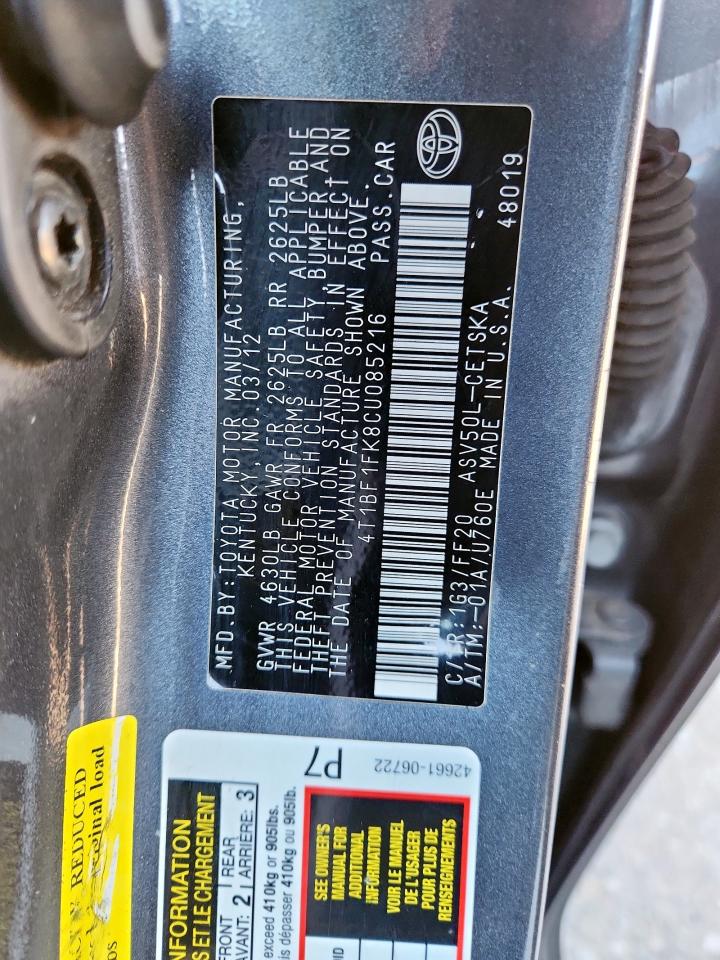 MFD. BY: TOYOTA MOTOR MANUFACTURING,
KENTUCKY, INC. 03/12
GVWR 4630LB GAWR FR 2625LB RR 2625LB
THIS VEHICLE CONFORMS TO ALL APPLICABLE
FEDERAL MOTOR VEHICLE SAFETY BUMPER, AND
THEFT PREVENTION STANDARDS IN EFFECT ON
THE DATE OF MANUFACTURE SHOWN ABOVE.
4T1BF1FK8CU085216 PASS. CAR
C/TR: 1G3/FF20 ASV50L-CETSKA
A/TM: -01A/U760E MADE IN U.S.A.
48019
REDUCED
original load
P7
42661-06722
INFORMATION
S ET LE CHARGEMENT
FRONT REAR
AVANT: 2 ARRIÈRE: 3
exceed 410kg or 905lbs.
is dépasser 410kg ou 905lb.
SEE OWNER'S
MANUAL FOR
ADDITIONAL
INFORMATION
VOIR LE MANUEL
DE L'USAGER
POUR PLUS DE
RENSEIGNEMENTS